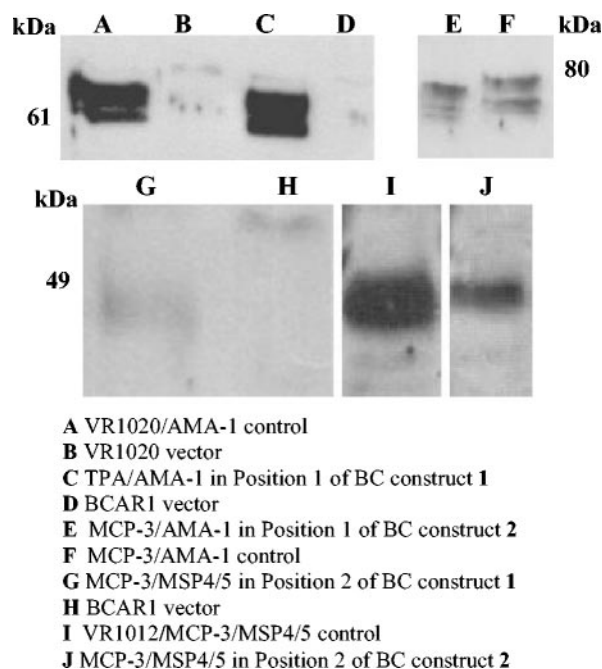 kDa A B C D E F
80
61
G H I J
kDa
49
A VR1020/AMA-1 control
B VR1020 vector
C TPA/AMA-1 in Position 1 of BC construct 1
D BCAR1 vector
E MCP-3/AMA-1 in Position 1 of BC construct 2
F MCP-3/AMA-1 control
G MCP-3/MSP4/5 in Position 2 of BC construct 1
H BCAR1 vector
I VR1012/MCP-3/MSP4/5 control
J MCP-3/MSP4/5 in Position 2 of BC construct 2